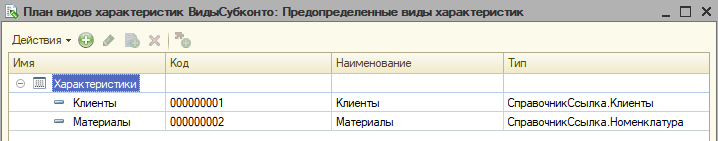 План видов характеристик ВидыСубконто: Предопределенные виды характеристик
Действия
Имя Код Наименование Тип
Характеристики
Клиенты 000000001 Клиенты СправочникСсылка.Клиенты
Материалы 000000002 Материалы СправочникСсылка.Номенклатура